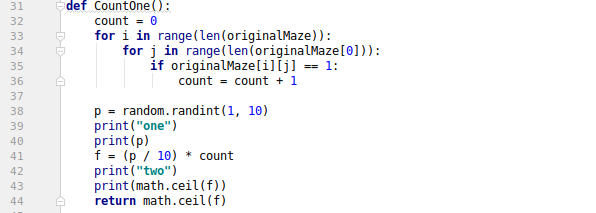 31 def CountOne():
32     count = 0
33     for i in range(len(originalMaze)):
34         for j in range(len(originalMaze[0])):
35             if originalMaze[i][j] == 1:
36                 count = count + 1
37
38     p = random.randint(1, 10)
39     print("one")
40     print(p)
41     f = (p / 10) * count
42     print("two")
43     print(math.ceil(f))
44     return math.ceil(f)